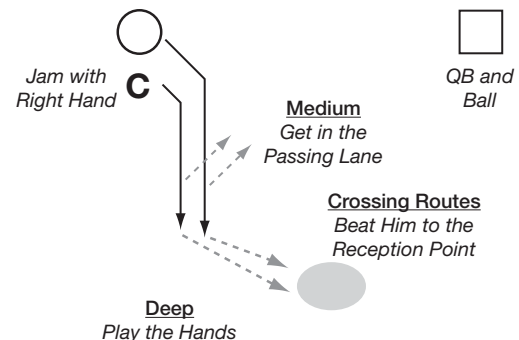 Jam with
Right Hand
C
QB and
Ball
Medium
Get in the
Passing Lane
Crossing Routes
Beat Him to the
Reception Point
Deep
Play the Hands